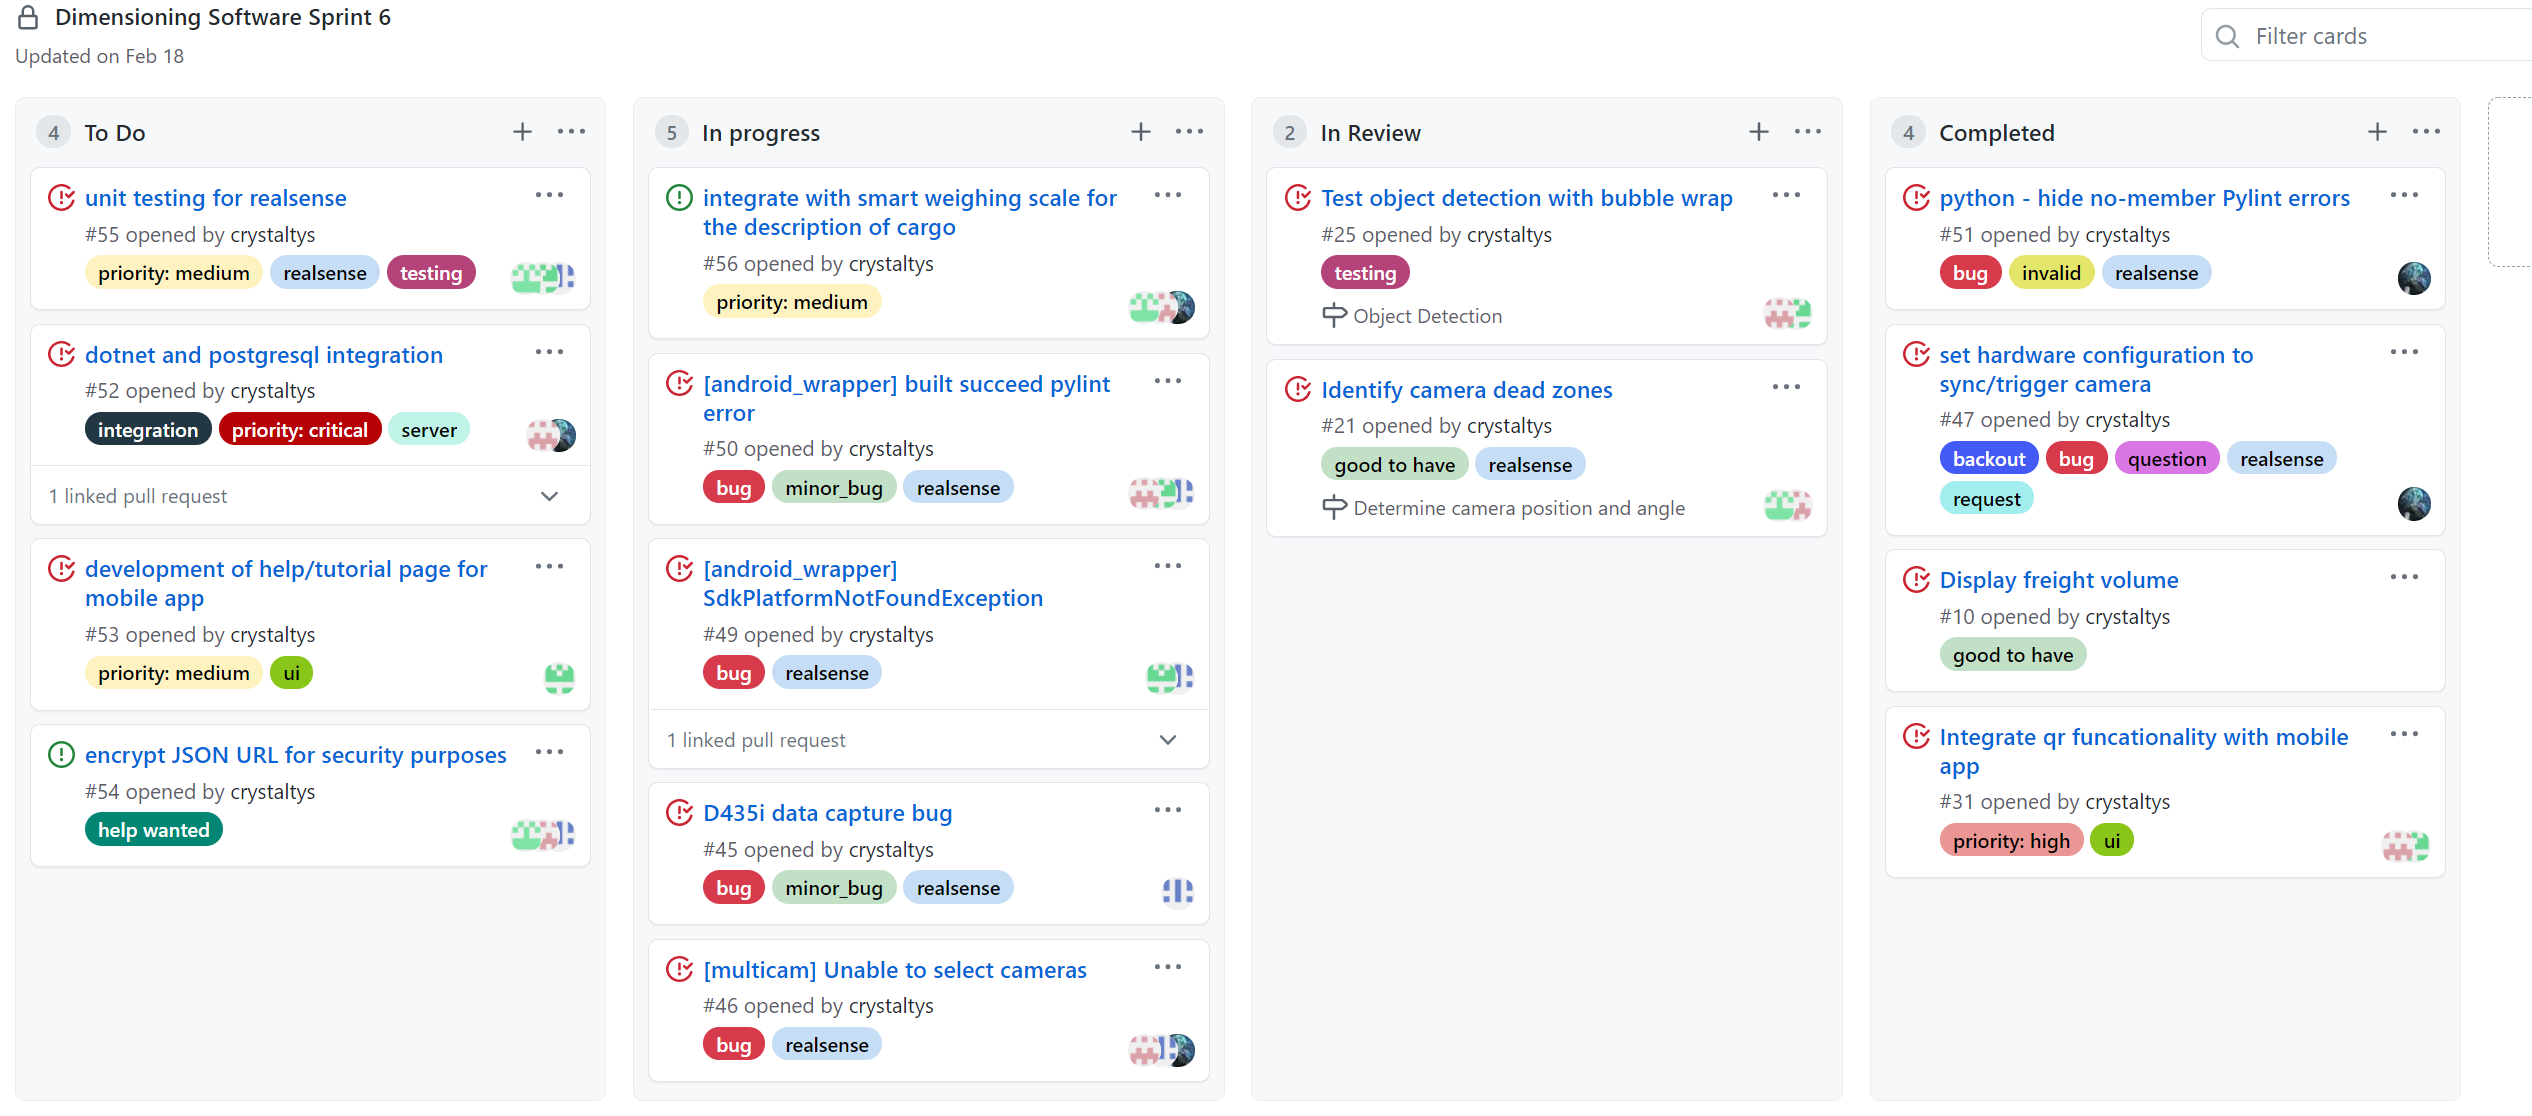 Dimensioning Software Sprint 6
Updated on Feb 18
Filter cards
4 To Do
unit testing for realsense
#55 opened by crystaltys
priority: medium realsense testing
dotnet and postgresql integration
#52 opened by crystaltys
integration priority: critical server
1 linked pull request
development of help/tutorial page for
mobile app
#53 opened by crystaltys
priority: medium ui
encrypt JSON URL for security purposes
#54 opened by crystaltys
help wanted
5 In progress
integrate with smart weighing scale for
the description of cargo
#56 opened by crystaltys
priority: medium
[android_wrapper] built succeed pylint
error
#50 opened by crystaltys
bug minor_bug realsense
[android_wrapper]
SdkPlatformNotFoundException
#49 opened by crystaltys
bug realsense
1 linked pull request
D435i data capture bug
#45 opened by crystaltys
bug minor_bug realsense
[multicam] Unable to select cameras
#46 opened by crystaltys
bug realsense
2 In Review
Test object detection with bubble wrap
#25 opened by crystaltys
testing
Object Detection
Identify camera dead zones
#21 opened by crystaltys
good to have realsense
Determine camera position and angle
4 Completed
python - hide no-member Pylint errors
#51 opened by crystaltys
bug invalid realsense
set hardware configuration to
sync/trigger camera
#47 opened by crystaltys
backout bug question realsense
request
Display freight volume
#10 opened by crystaltys
good to have
Integrate qr funcationality with mobile
app
#31 opened by crystaltys
priority: high ui